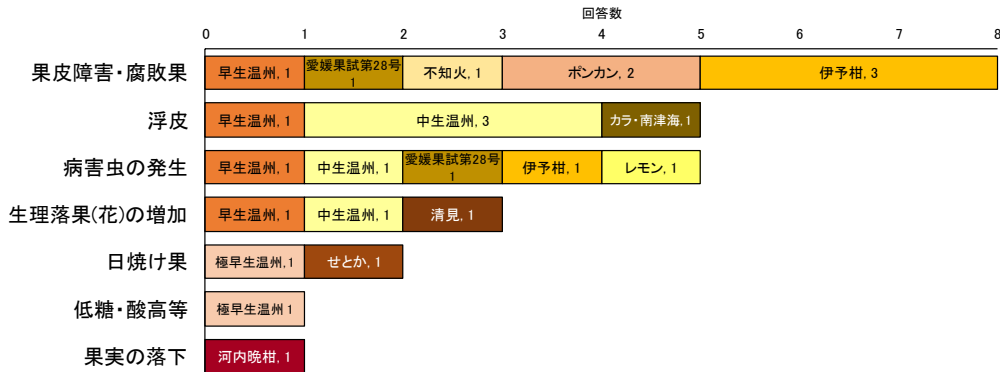 回答数
0 1 2 3 4 5 6 7 8
果皮障害・腐敗果
早生温州, 1
愛媛果試第28号
1
不知火, 1
ポンカン, 2
伊予柑, 3
浮皮
早生温州, 1
中生温州, 3
カラ・南津海, 1
病害虫の発生
早生温州, 1
中生温州, 1
愛媛果試第28号
1
伊予柑, 1
レモン, 1
生理落果(花)の増加
早生温州, 1
中生温州, 1
清見, 1
日焼け果
極早生温州, 1
せとか, 1
低糖・酸高等
極早生温州 1
果実の落下
河内晩柑, 1